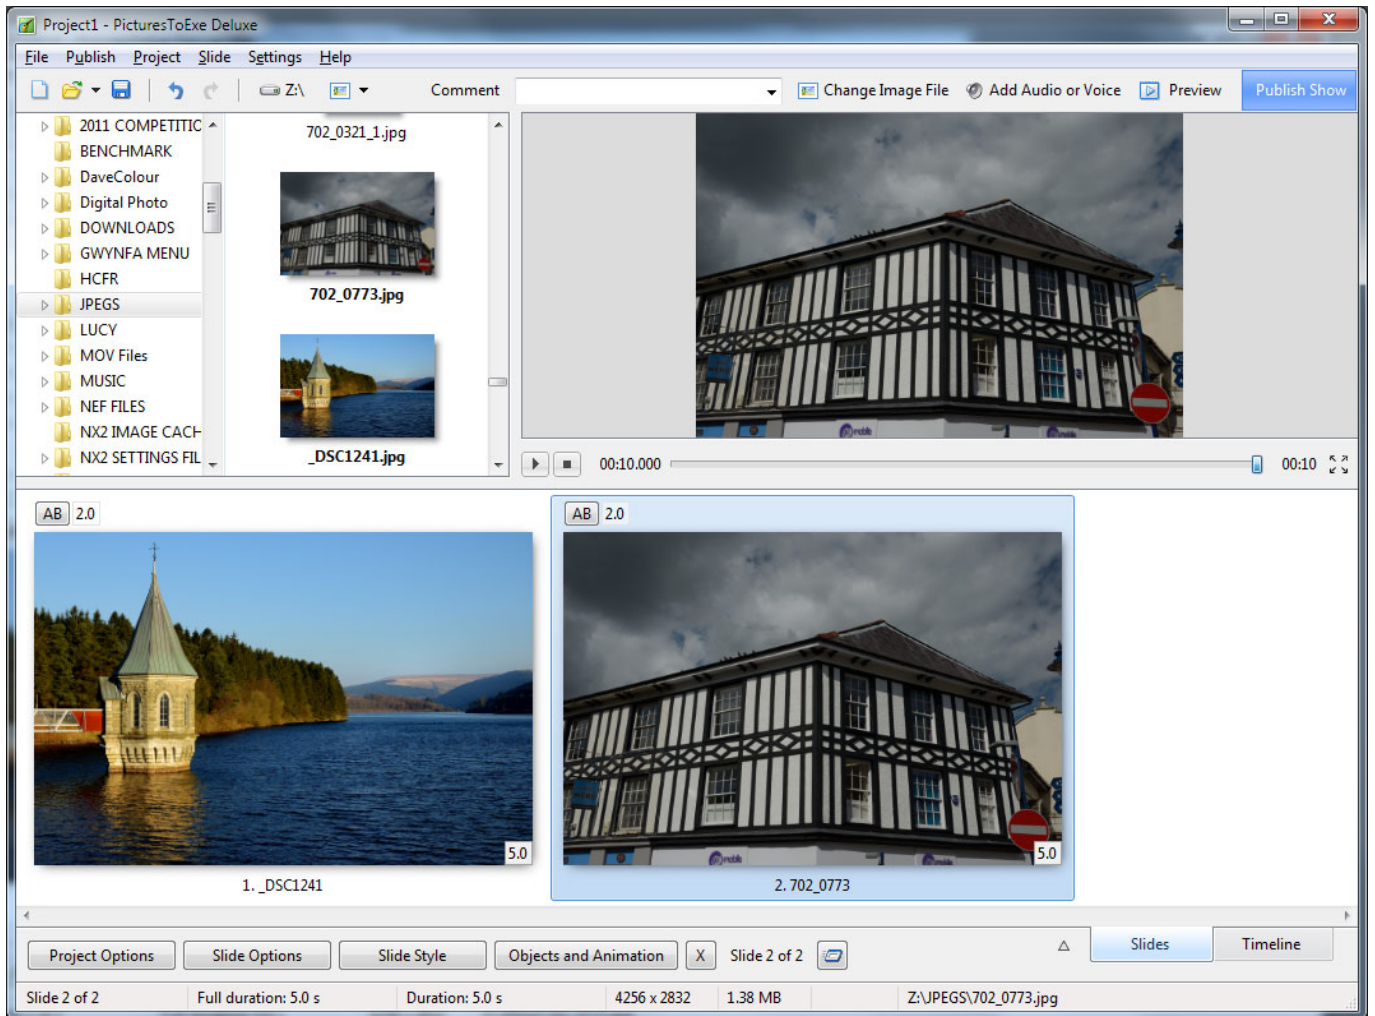 Project1 - PicturesToExe Deluxe
File Publish Project Slide Settings Help
Z:\ Comment Change Image File Add Audio or Voice Preview Publish Show
2011 COMPETITIC
BENCHMARK
DaveColour
Digital Photo
DOWNLOADS
GWYNFA MENU
HCFR
JPEGS
LUCY
MOV Files
MUSIC
NEF FILES
NX2 IMAGE CACH
NX2 SETTINGS FIL
702_0321_1.jpg
702_0773.jpg
_DSC1241.jpg
mobile
00:10.000 00:10
AB 2.0
5.0
1. _DSC1241
AB 2.0
mobile
5.0
2. 702_0773
Project Options Slide Options Slide Style Objects and Animation X Slide 2 of 2 Slides Timeline
Slide 2 of 2 Full duration: 5.0 s Duration: 5.0 s 4256 x 2832 1.38 MB Z:\JPEGS\702_0773.jpg